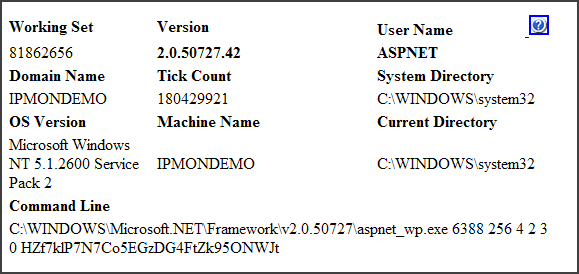 Working Set Version User Name
81862656 2.0.50727.42 ASPNET
Domain Name Tick Count System Directory
IPMONDEMO 180429921 C:\WINDOWS\system32
OS Version Machine Name Current Directory
Microsoft Windows
NT 5.1.2600 Service IPMONDEMO C:\WINDOWS\system32
Pack 2
Command Line
C:\WINDOWS\Microsoft.NET\Framework\v2.0.50727\aspnet_wp.exe 6388 256 4 2 3
0 HZf7klP7N7Co5EGzDG4FtZk95ONWJt